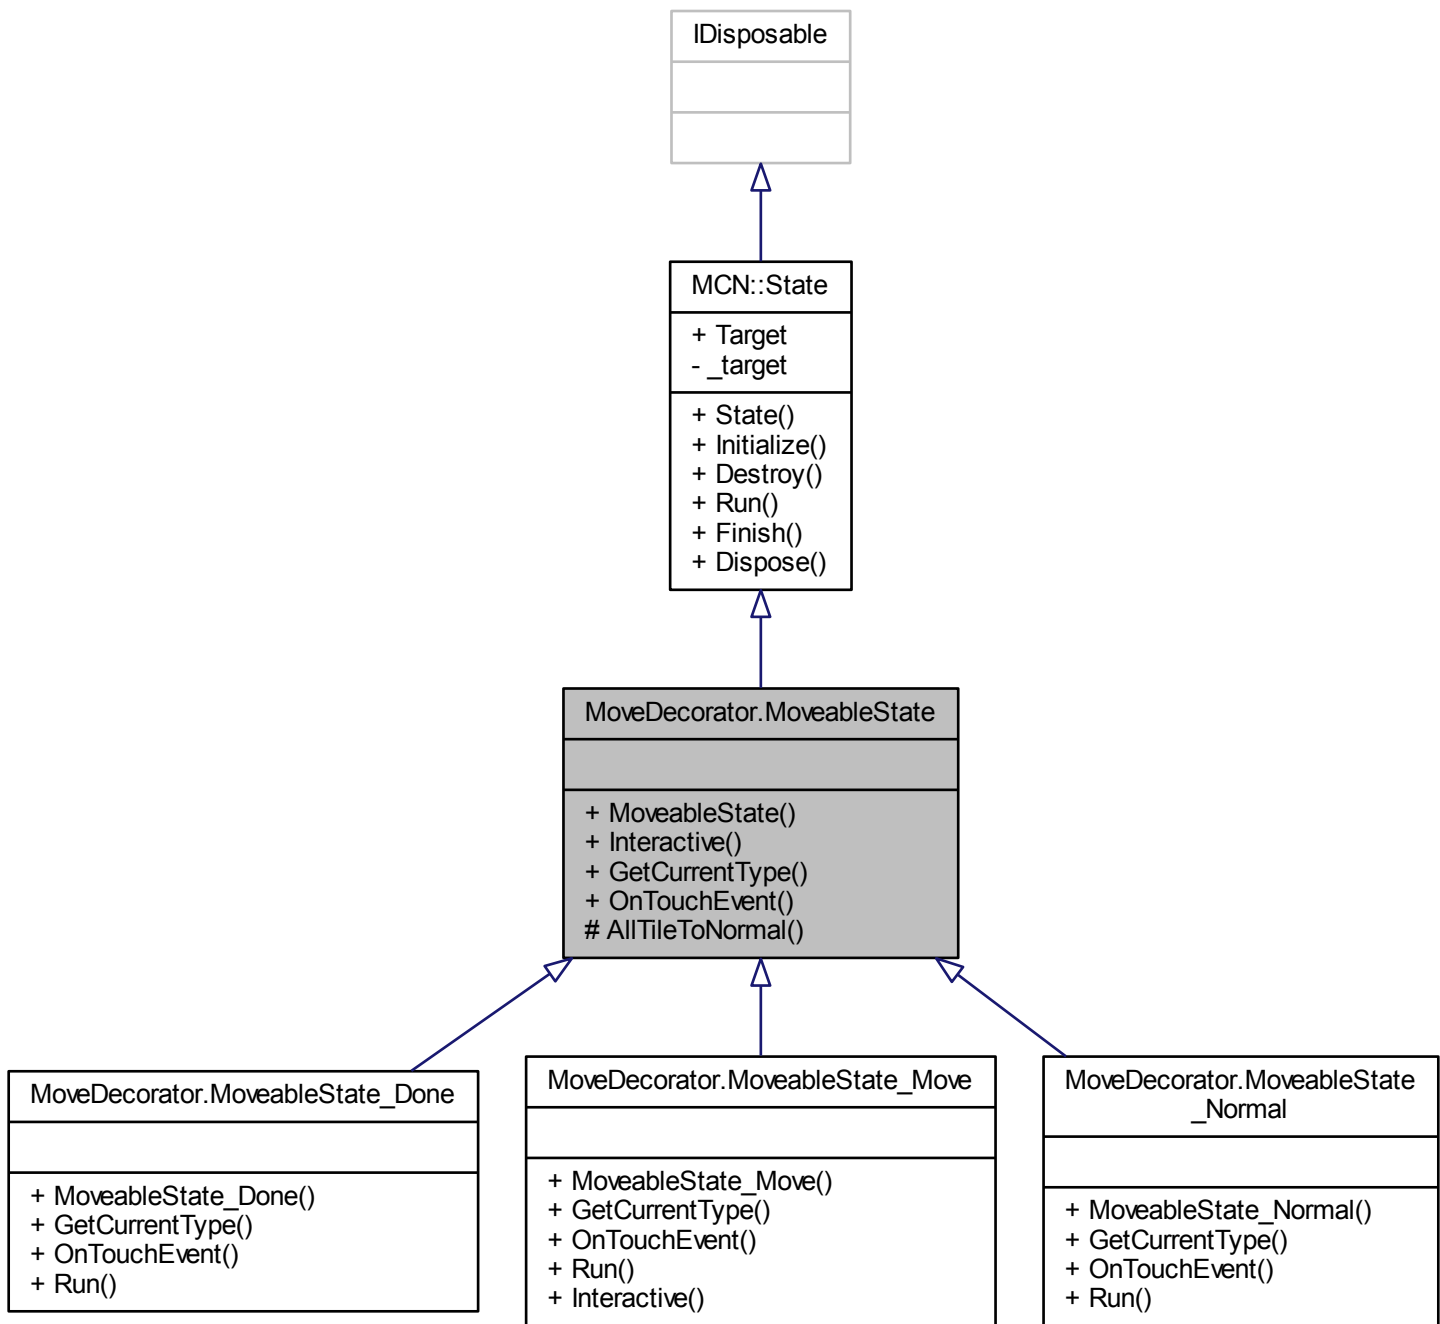 IDisposable
MCN::State
+ Target
- _target
+ State()
+ Initialize()
+ Destroy()
+ Run()
+ Finish()
+ Dispose()
MoveDecorator.MoveableState
+ MoveableState()
+ Interactive()
+ GetCurrentType()
+ OnTouchEvent()
# AllTileToNormal()
MoveDecorator.MoveableState_Done
+ MoveableState_Done()
+ GetCurrentType()
+ OnTouchEvent()
+ Run()
MoveDecorator.MoveableState_Move
+ MoveableState_Move()
+ GetCurrentType()
+ OnTouchEvent()
+ Run()
+ Interactive()
MoveDecorator.MoveableState
_Normal
+ MoveableState_Normal()
+ GetCurrentType()
+ OnTouchEvent()
+ Run()